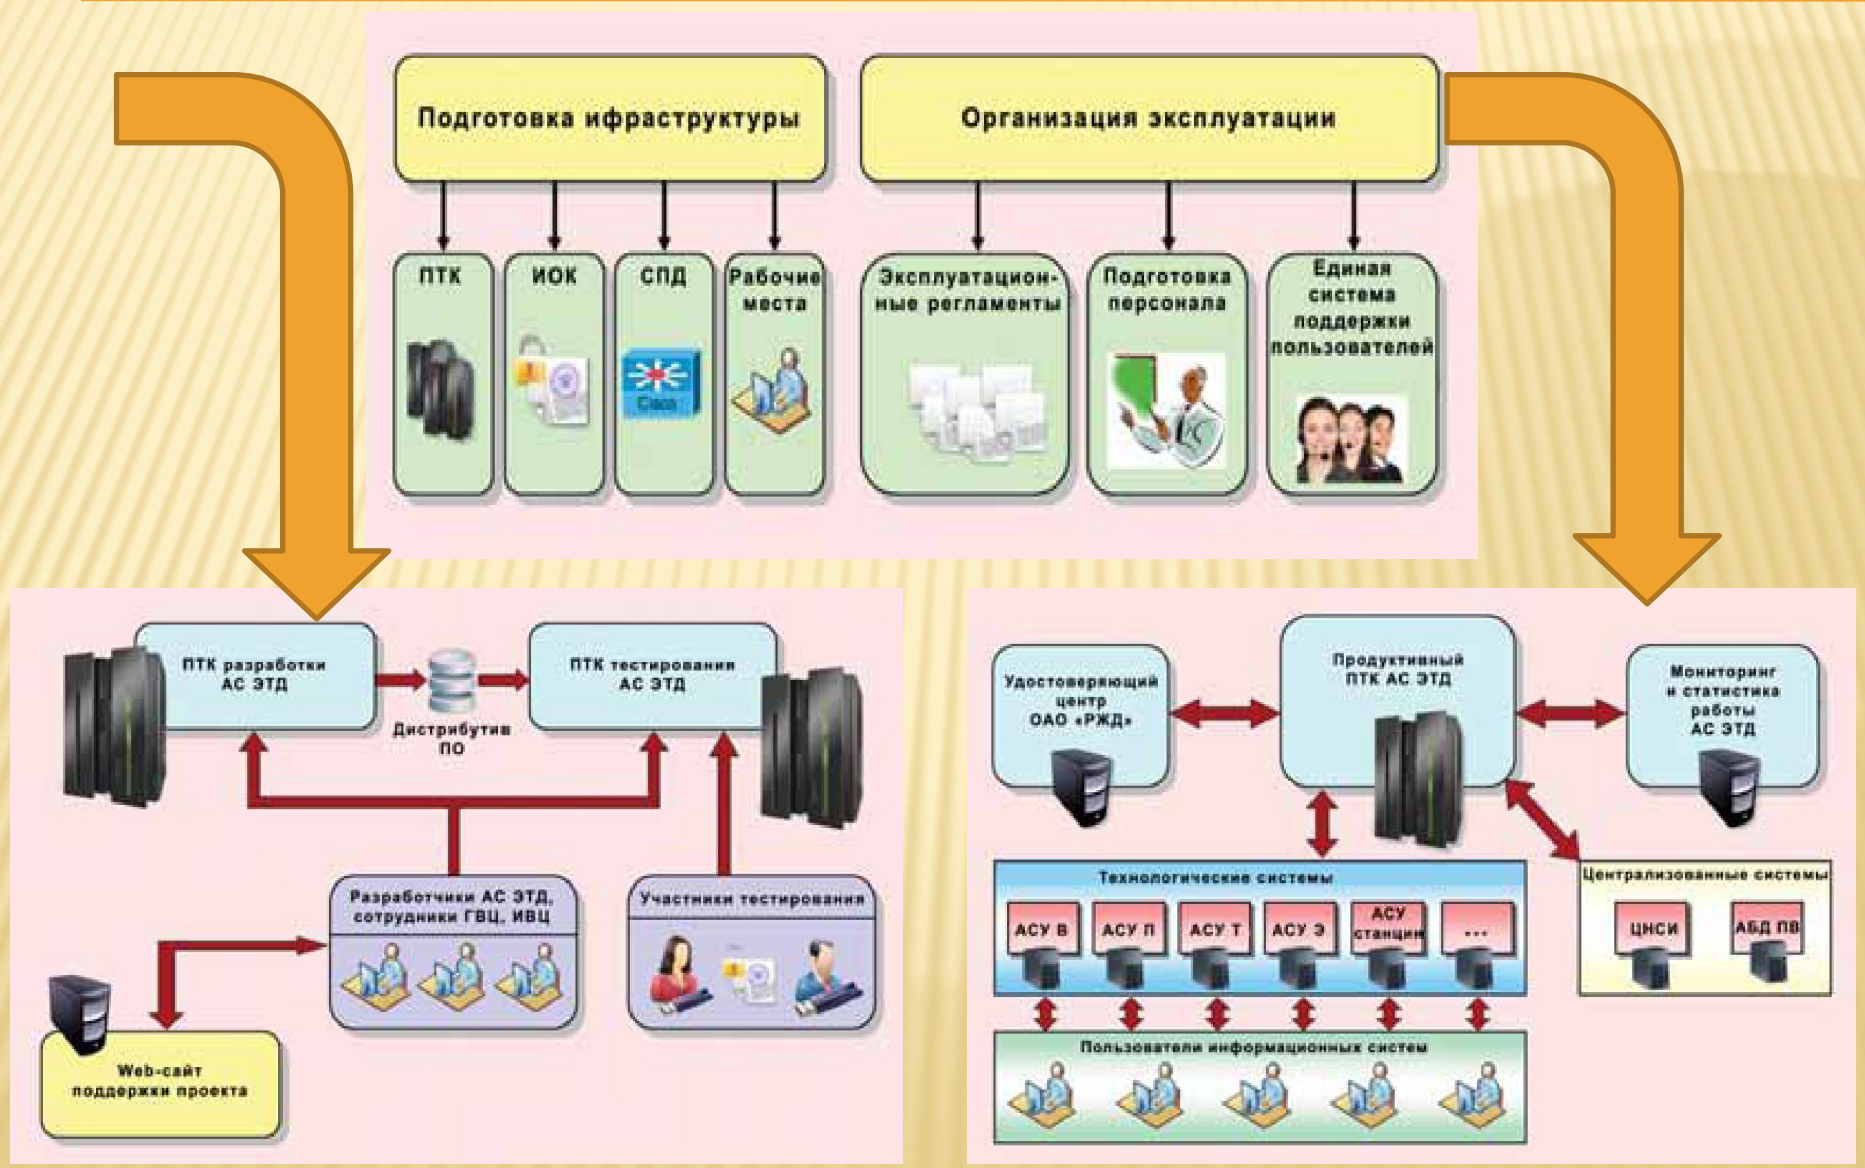 Подготовка ифраструктуры
Организация эксплуатации
ПТК
ИОК
СПД
Рабочие
места
Эксплуатацион-
ные регламенты
Подготовка
персонала
Единая
система
поддержки
пользователей
Cisco
ПТК разработки
АС ЭТД
Дистрибутив
ПО
ПТК тестирования
АС ЭТД
Разработчики АС ЭТД,
сотрудники ГВЦ, ИВЦ
Участники тестирования
Web-сайт
поддержки проекта
Удостоверяющий
центр
ОАО «РЖД»
Продуктивный
ПТК АС ЭТД
Мониторинг
и статистика
работы
АС ЭТД
Технологические системы
АСУ В
АСУ П
АСУ Т
АСУ Э
АСУ
станции
...
Централизованные системы
ЦНСИ
АБД ПВ
Пользователи информационных систем